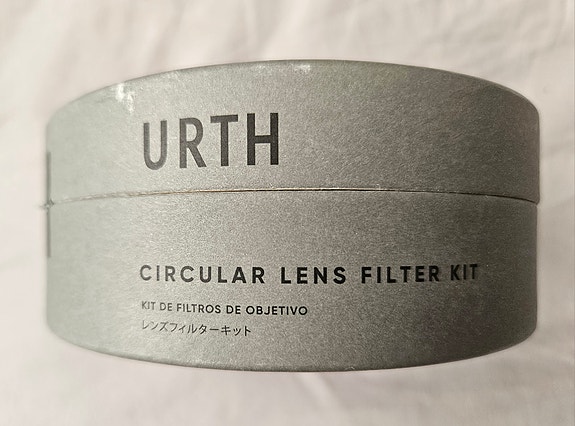 URTH
CIRCULAR LENS FILTER KIT
KIT DE FILTROS DE OBJETIVO
レンズフィルターキット